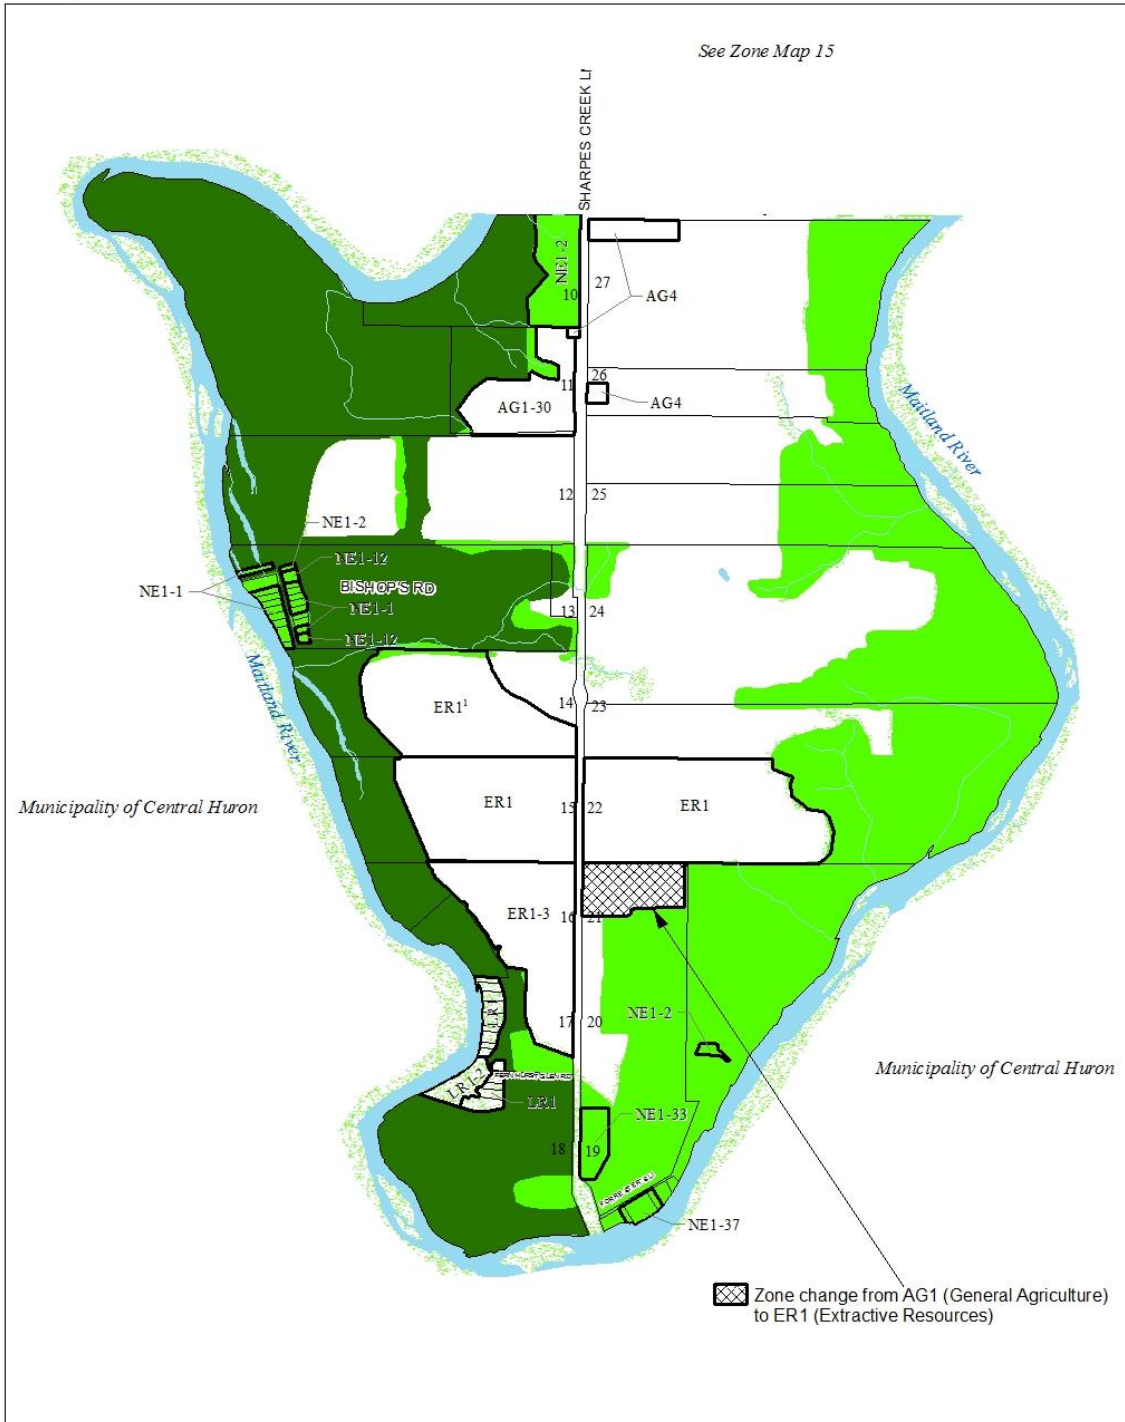 See Zone Map 15
SHARPES CREEK LI
NE1-2
10
27
AG4
11
26
AG1-30
AG4
12
25
NE1-2
NE1-12
BISHOP'S RD
NE1-1
NE1-1
NE1-12
13
24
Maitland River
Maitland River
ER1¹
14
23
Municipality of Central Huron
ER1
15
22
ER1
ER1-3
16
21
LR1
17
20
NE1-2
Municipality of Central Huron
LR1-2
FERNHURST GLEN RD
LR1
NE1-33
18
19
NE1-37
Zone change from AG1 (General Agriculture)
to ER1 (Extractive Resources)